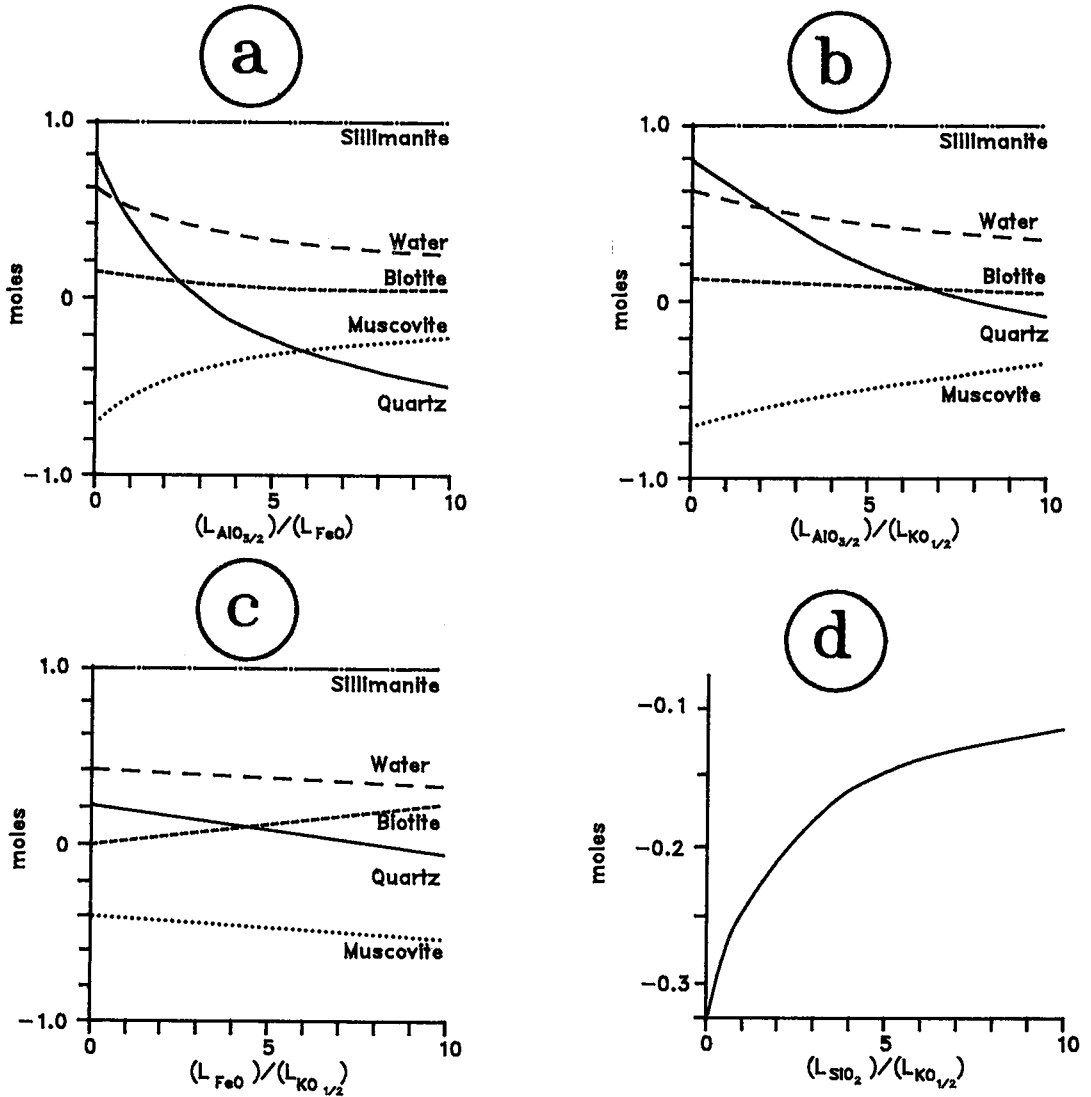 a
1.0
Sillimanite
Water
Biotite
0
Muscovite
Quartz
−1.0
moles
0 5 10
(L AlO3/2)/(L FeO)
b
1.0
Sillimanite
Water
Biotite
0
Quartz
Muscovite
−1.0
moles
0 5 10
(L AlO3/2)/(L KO1/2)
c
1.0
Sillimanite
Water
Biotite
0
Quartz
Muscovite
−1.0
moles
0 5 10
(L FeO)/(L KO1/2)
d
−0.1
−0.2
−0.3
moles
0 5 10
(L SiO2)/(L KO1/2)